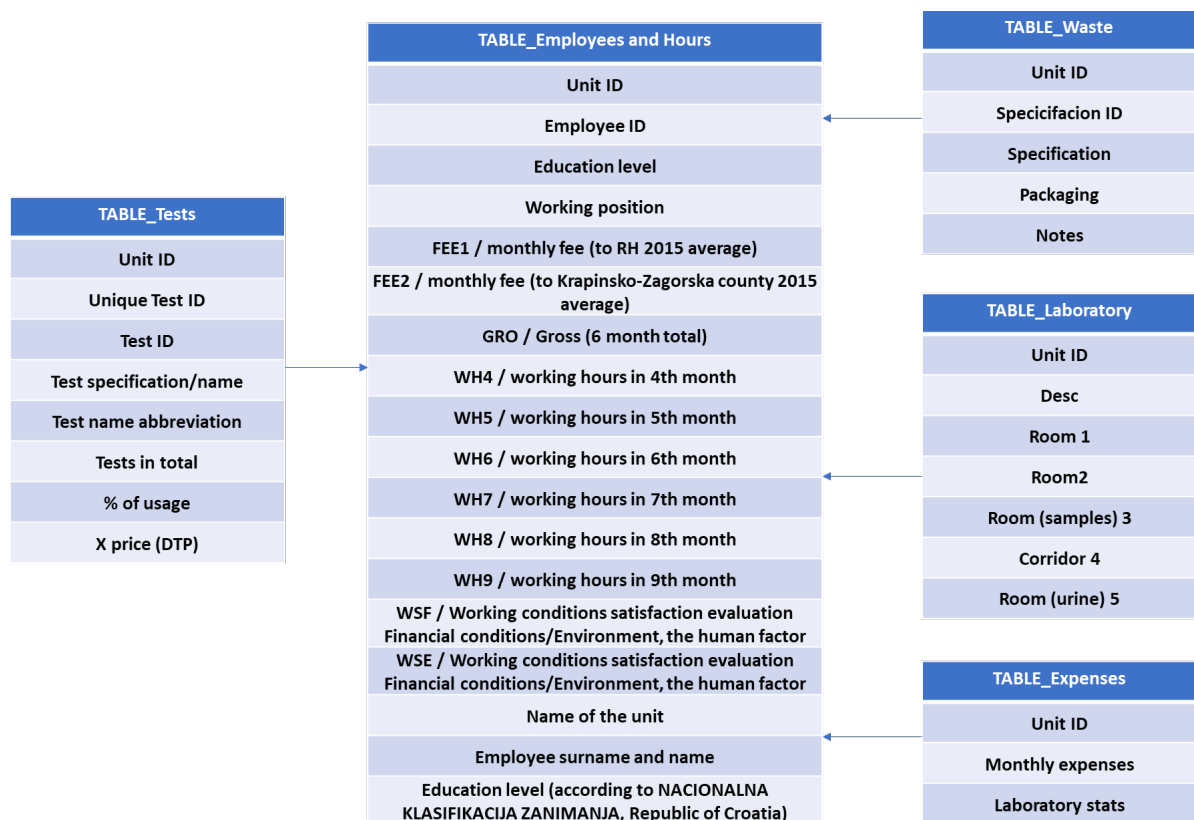 TABLE_Tests
Unit ID
Unique Test ID
Test ID
Test specification/name
Test name abbreviation
Tests in total
% of usage
X price (DTP)
TABLE_Employees and Hours
Unit ID
Employee ID
Education level
Working position
FEE1 / monthly fee (to RH 2015 average)
FEE2 / monthly fee (to Krapinsko-Zagorska county 2015
average)
GRO / Gross (6 month total)
WH4 / working hours in 4th month
WH5 / working hours in 5th month
WH6 / working hours in 6th month
WH7 / working hours in 7th month
WH8 / working hours in 8th month
WH9 / working hours in 9th month
WSF / Working conditions satisfaction evaluation
Financial conditions/Environment, the human factor
WSE / Working conditions satisfaction evaluation
Financial conditions/Environment, the human factor
Name of the unit
Employee surname and name
Education level (according to NACIONALNA
KLASIFIKACIJA ZANIMANJA, Republic of Croatia)
TABLE_Waste
Unit ID
Specicifacion ID
Specification
Packaging
Notes
TABLE_Laboratory
Unit ID
Desc
Room 1
Room2
Room (samples) 3
Corridor 4
Room (urine) 5
TABLE_Expenses
Unit ID
Monthly expenses
Laboratory stats